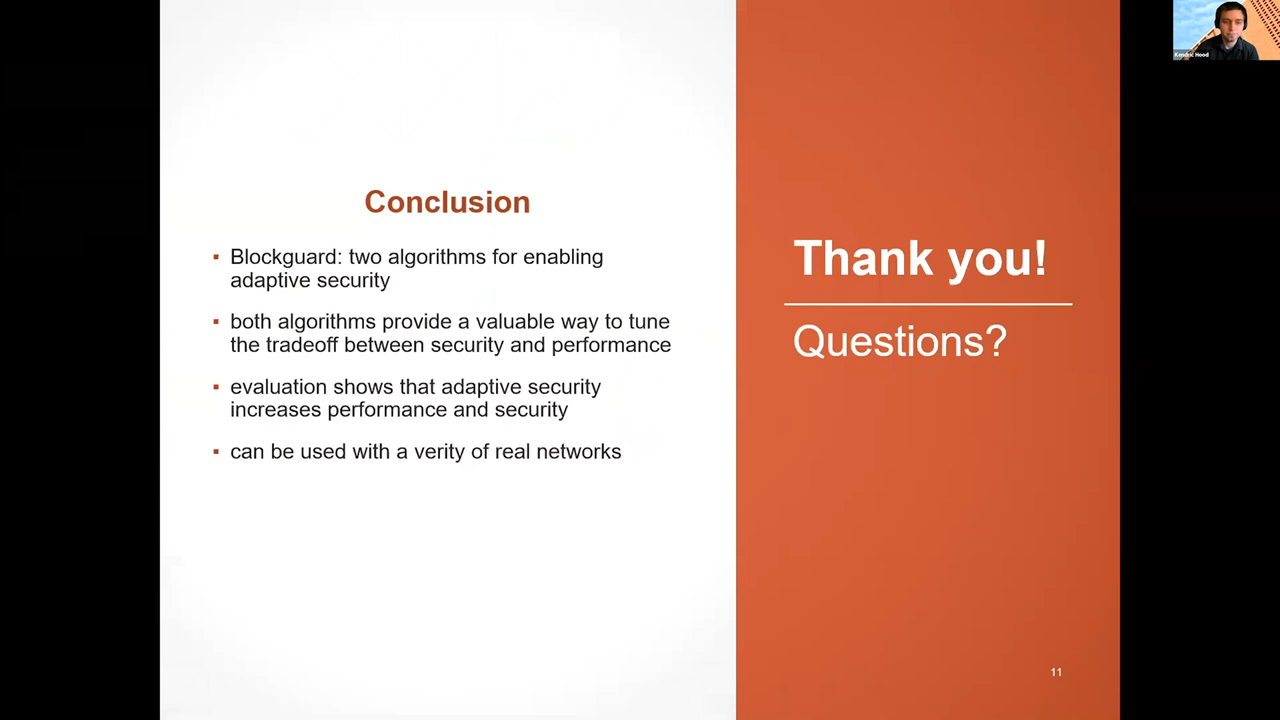 Kendric Hood
Conclusion
▪ Blockguard: two algorithms for enabling
adaptive security
▪ both algorithms provide a valuable way to tune
the tradeoff between security and performance
▪ evaluation shows that adaptive security
increases performance and security
▪ can be used with a verity of real networks
Thank you!
Questions?
11